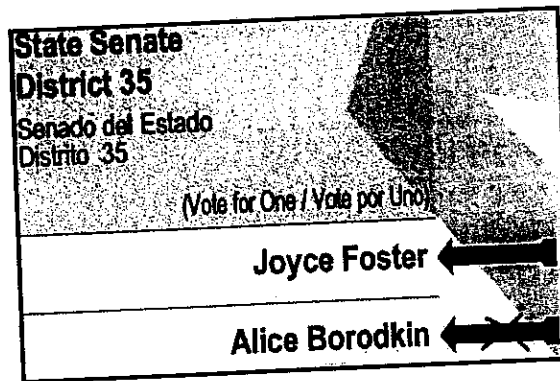 State Senate
District 35
Senado del Estado
Distrito 35
(Vote for One / Vote por Uno)
Joyce Foster
Alice Borodkin